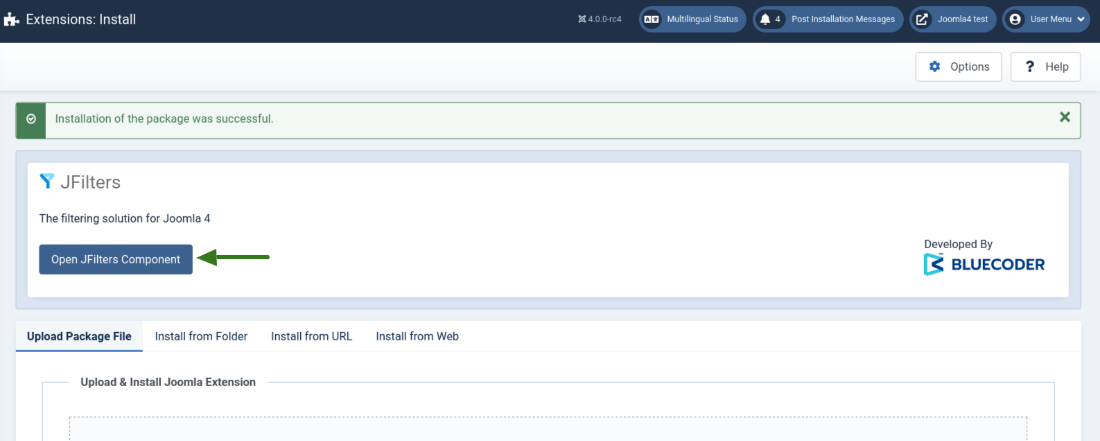 Extensions: Install
4.0.0-rc4
Multilingual Status
4 Post Installation Messages
Joomla4 test
User Menu
Options
? Help
Installation of the package was successful.
JFilters
The filtering solution for Joomla 4
Open JFilters Component
Developed By
BLUECODER
Upload Package File Install from Folder Install from URL Install from Web
Upload & Install Joomla Extension